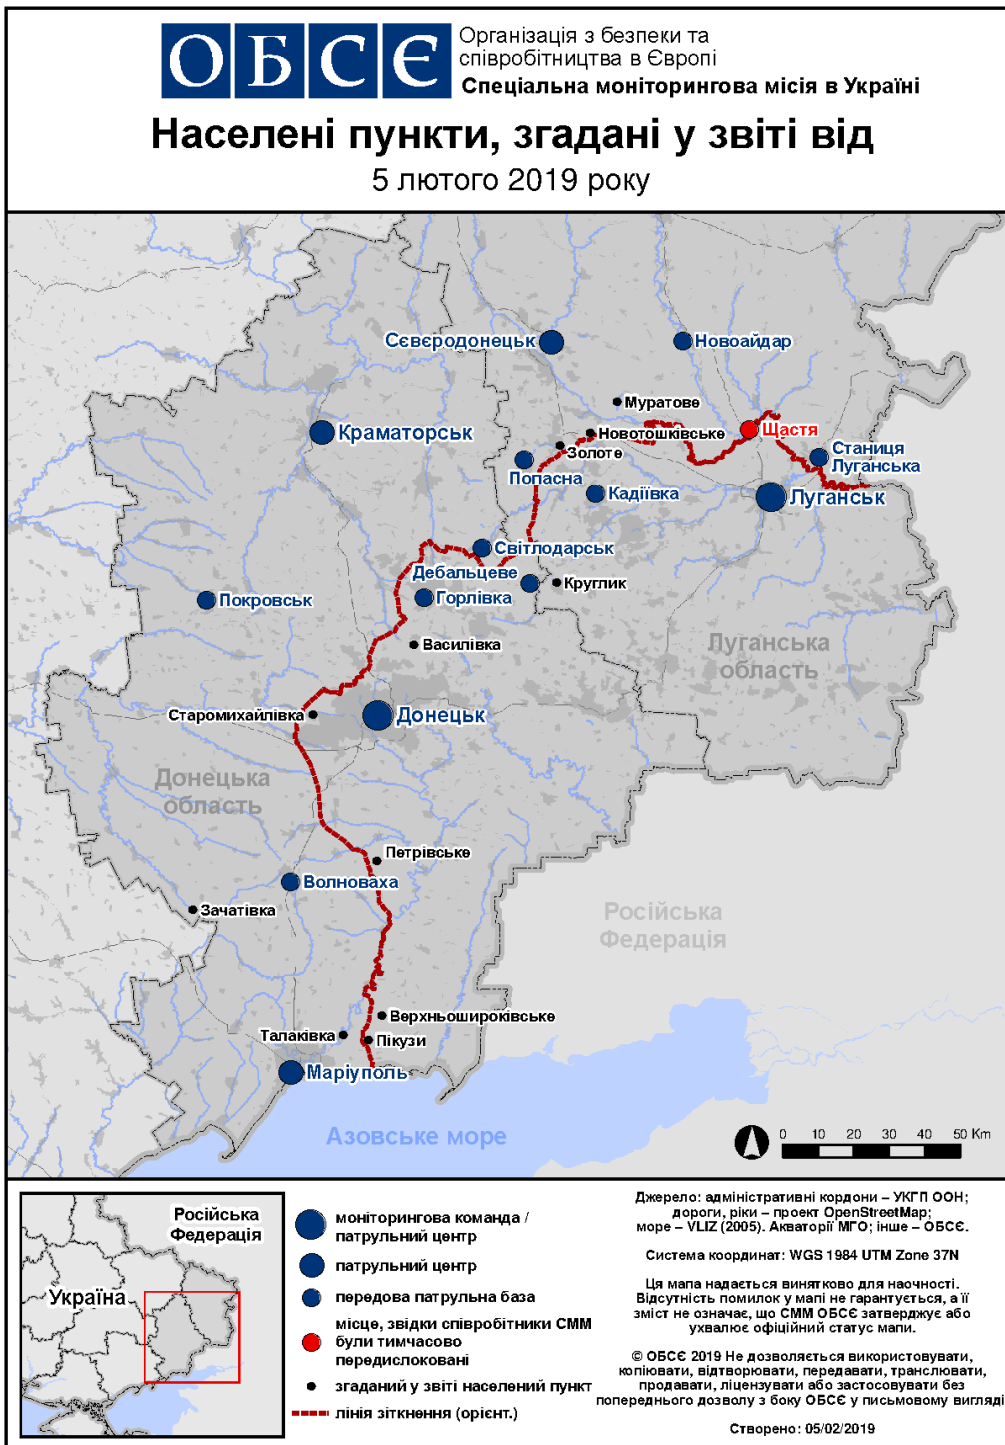 ОБСЄ
Організація з безпеки та
співробітництва в Європі
Спеціальна моніторингова місія в Україні
Населені пункти, згадані у звіті від
5 лютого 2019 року
Сєвєродонецьк
Новоайдар
Муратове
Краматорськ
Новотошківське
Щастя
Золоте
Станиця
Луганська
Попасна
Кадіївка
Луганськ
Світлодарськ
Дебальцеве
Круглик
Покровськ
Горлівка
Василівка
Луганська
область
Старомихайлівка
Донецьк
Донецька
область
Петрівське
Волноваха
Зачатівка
Російська
Федерація
Верхньошироківське
Талаківка
Пікузи
Маріуполь
Азовське море
0 10 20 30 40 50 Km
Російська
Федерація
Україна
моніторингова команда /
патрульний центр
патрульний центр
передова патрульна база
місце, звідки співробітники СММ
були тимчасово
передислоковані
згаданий у звіті населений пункт
лінія зіткнення (орієнт.)
Джерело: адміністративні кордони – УКГП ООН;
дороги, ріки – проект OpenStreetMap;
море – VLIZ (2005). Акваторії МГО; інше – ОБСЄ.
Система координат: WGS 1984 UTM Zone 37N
Ця мапа надається винятково для наочності.
Відсутність помилок у мапі не гарантується, а її
зміст не означає, що СММ ОБСЄ затверджує або
ухвалює офіційний статус мапи.
© ОБСЄ 2019 Не дозволяється використовувати,
копіювати, відтворювати, передавати, транслювати,
продавати, ліцензувати або застосовувати без
попереднього дозволу з боку ОБСЄ у письмовому вигляді
Створено: 05/02/2019